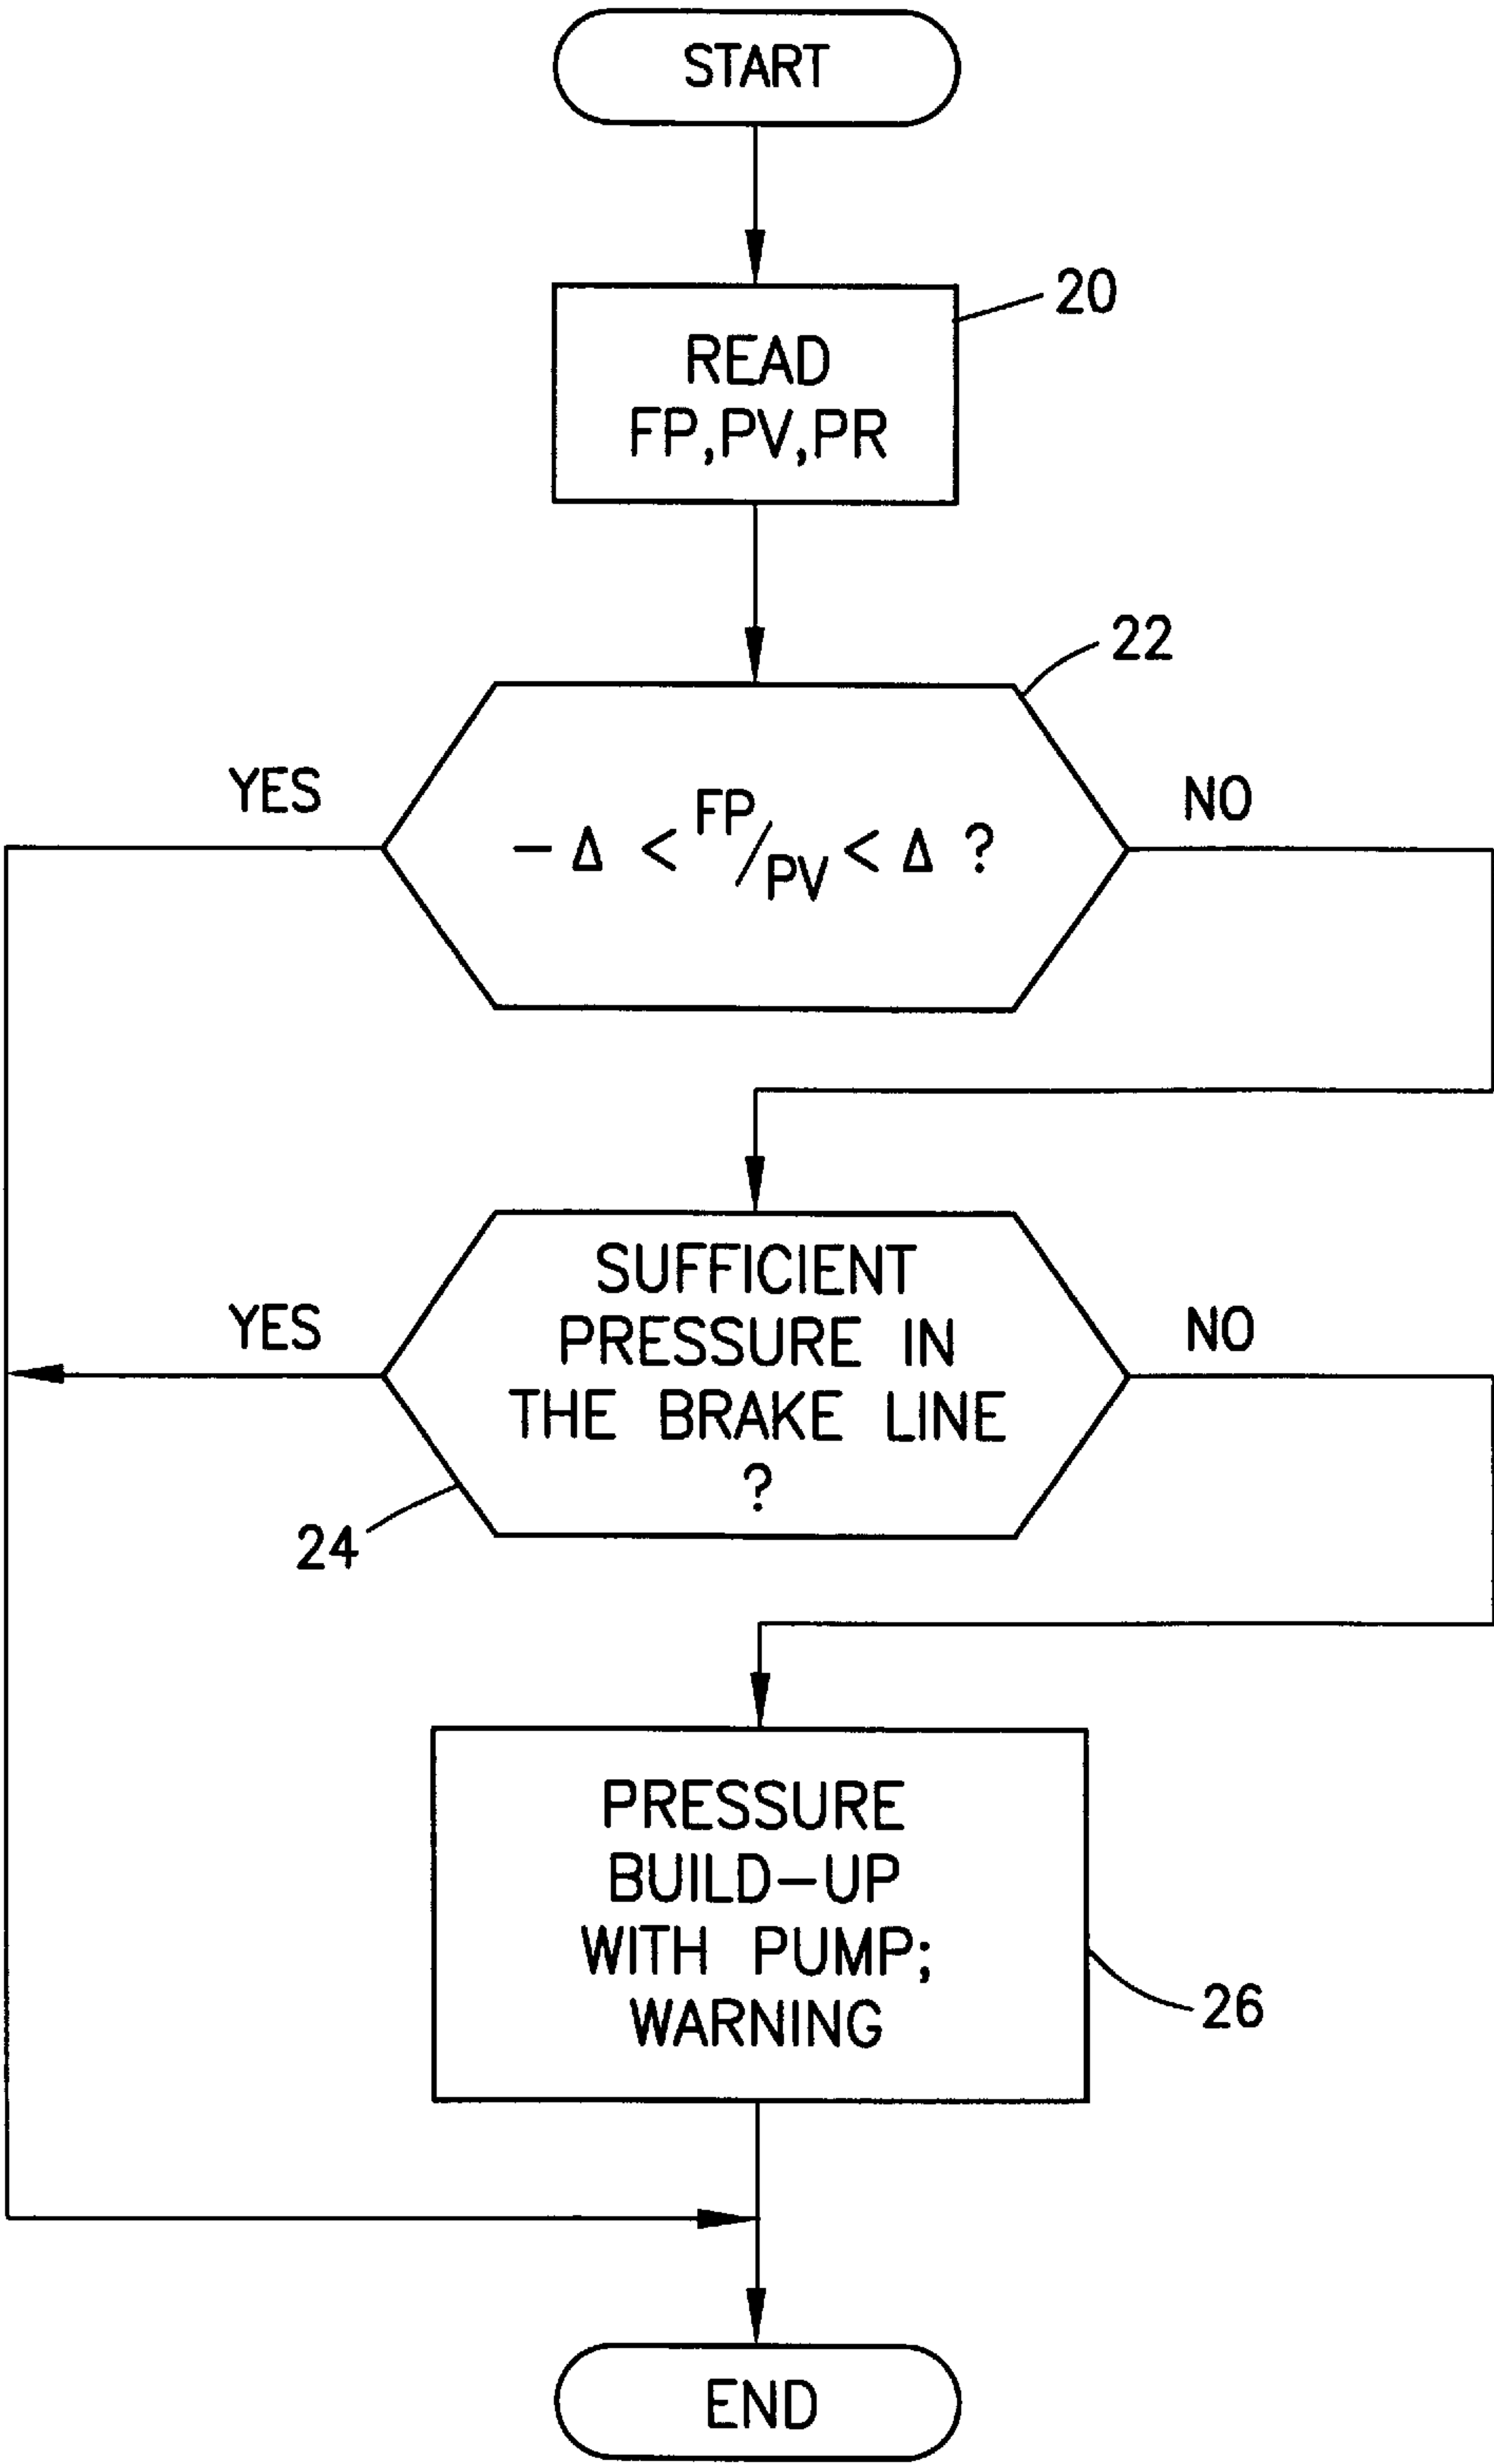 START
READ
FP,PV,PR
20
22
YES
NO
- Δ < FP/PV < Δ ?
SUFFICIENT
PRESSURE IN
THE BRAKE LINE
?
YES
NO
24
PRESSURE
BUILD-UP
WITH PUMP;
WARNING
26
END